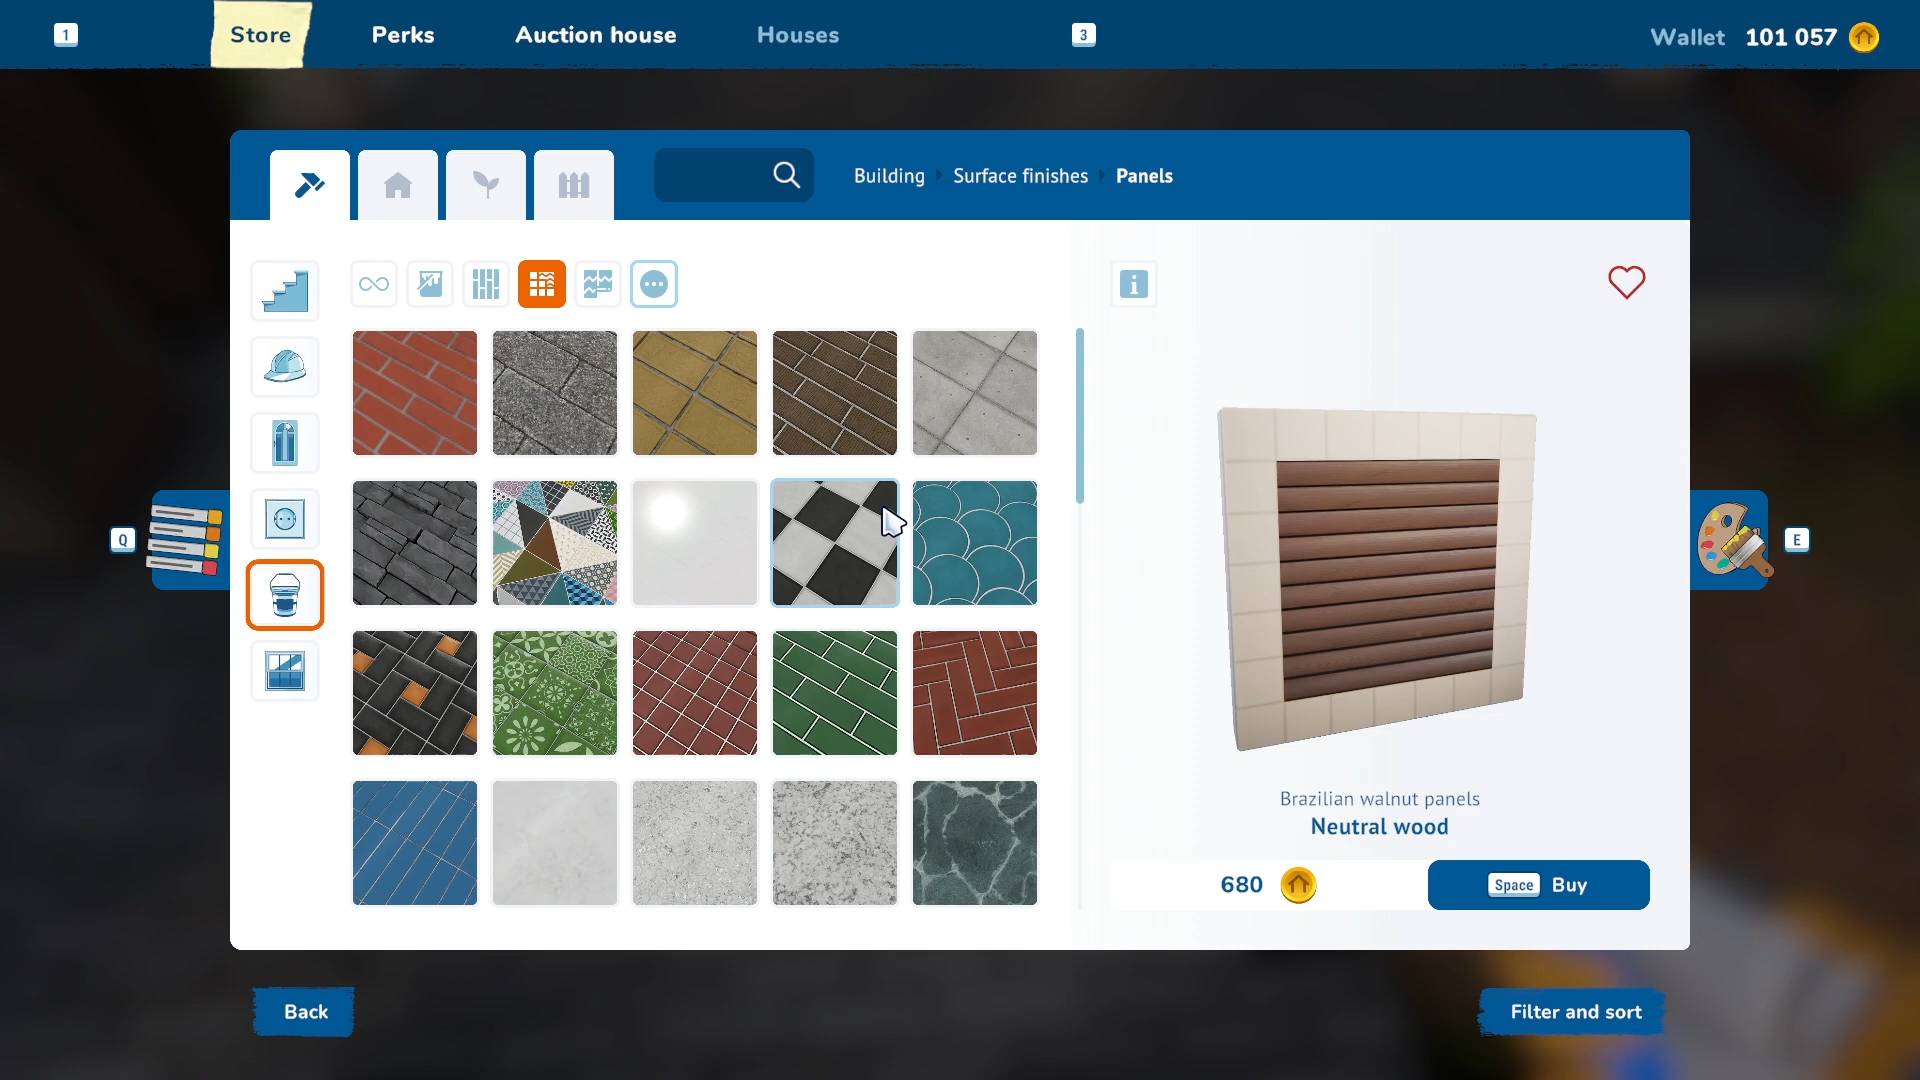 1
Store
Perks
Auction house
Houses
3
Wallet 101 057
Building
Surface finishes
Panels
Q
E
Brazilian walnut panels
Neutral wood
680
Space Buy
Back
Filter and sort